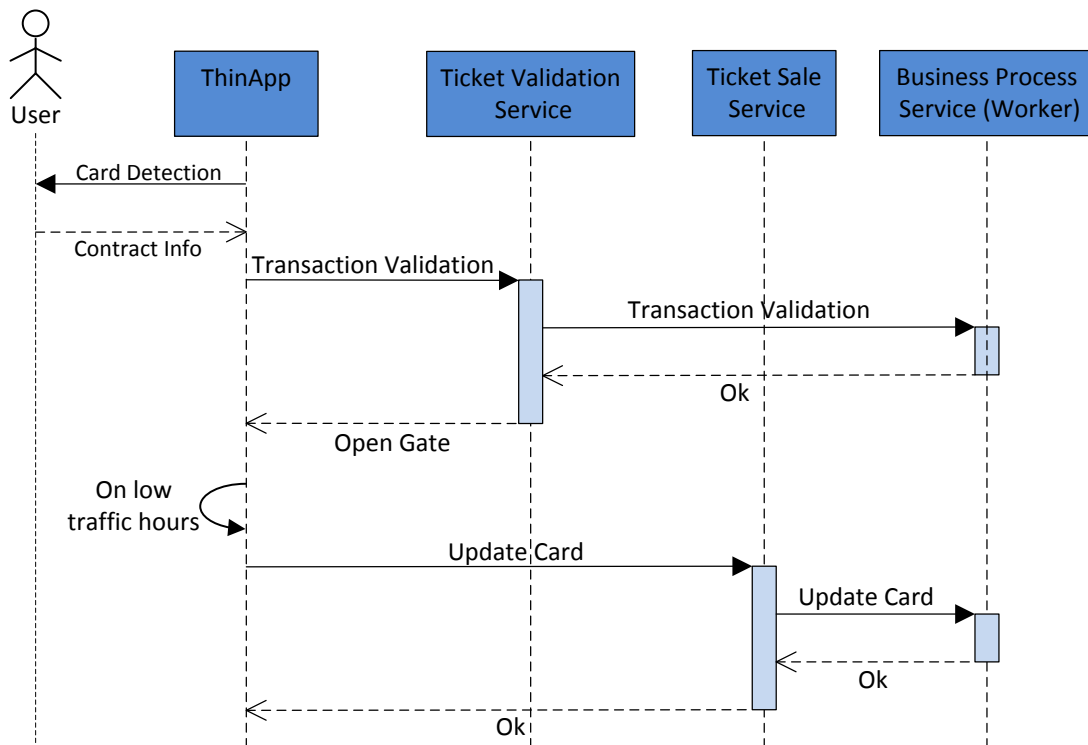 User
ThinApp
Ticket Validation
Service
Ticket Sale
Service
Business Process
Service (Worker)
Card Detection
Contract Info
Transaction Validation
Transaction Validation
Ok
Open Gate
On low
traffic hours
Update Card
Update Card
Ok
Ok